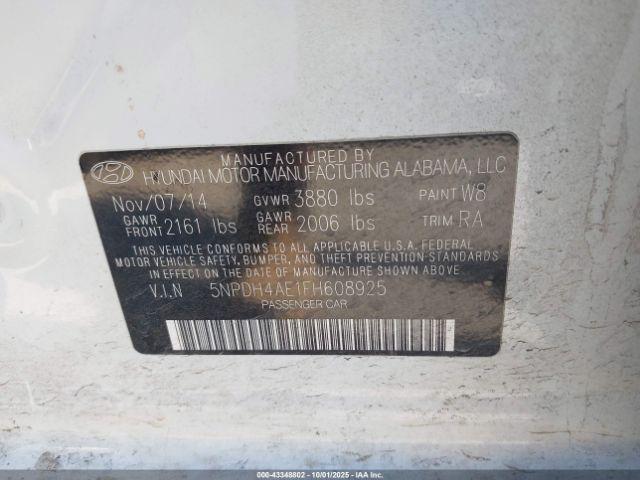 MANUFACTURED BY
HYUNDAI MOTOR MANUFACTURING ALABAMA, LLC
Nov/07/14 GVWR 3880 lbs PAINT W8
GAWR FRONT 2161 lbs GAWR REAR 2006 lbs TRIM RA
THIS VEHICLE CONFORMS TO ALL APPLICABLE U.S.A. FEDERAL
MOTOR VEHICLE SAFETY, BUMPER, AND THEFT PREVENTION STANDARDS
IN EFFECT ON THE DATE OF MANUFACTURE SHOWN ABOVE.
V.I.N 5NPDH4AE1FH608925
PASSENGER CAR
000-43348802 - 10/01/2025 - IAAI.COM